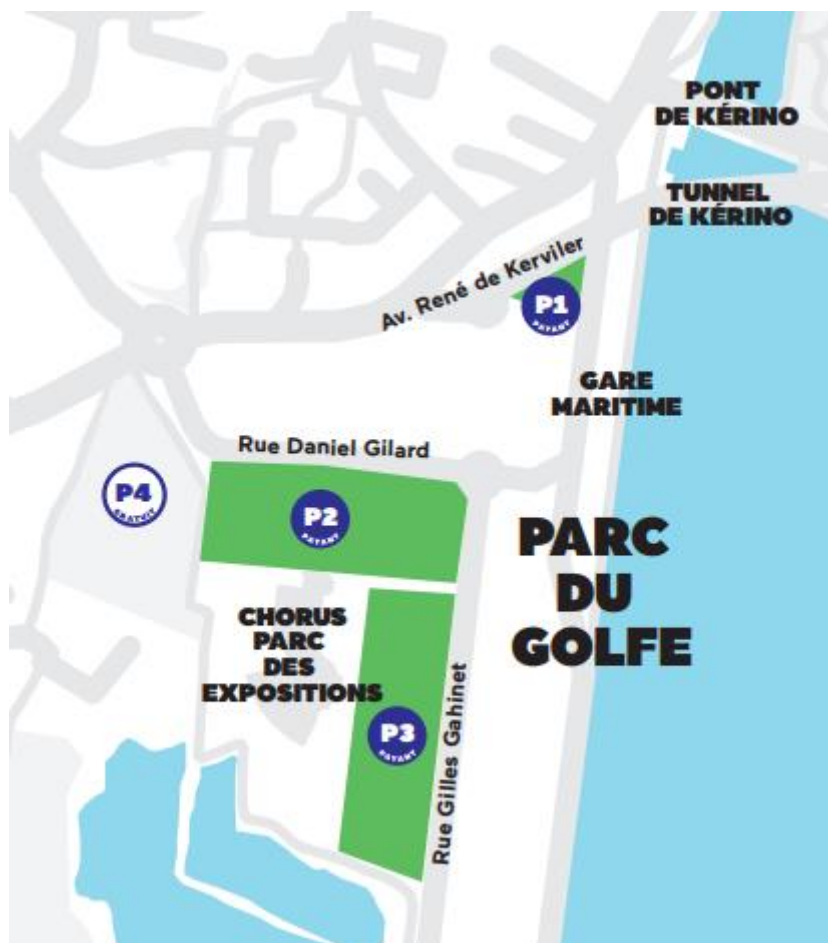 PONT
DE KÉRINO
TUNNEL
DE KÉRINO
Av. René de Kerviler
P1
PAYANT
GARE
MARITIME
Rue Daniel Gilard
P4
GRATUIT
P2
PAYANT
PARC
DU
GOLFE
CHORUS
PARC
DES
EXPOSITIONS
P3
PAYANT
Rue Gilles Gahinet